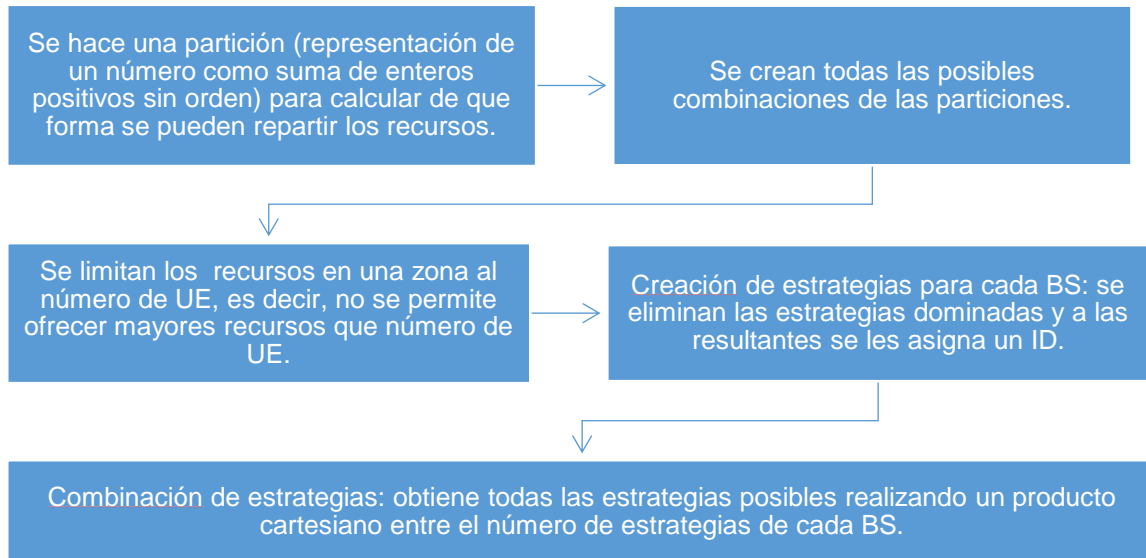 Se hace una partición (representación de
un número como suma de enteros
positivos sin orden) para calcular de que
forma se pueden repartir los recursos.
Se crean todas las posibles
combinaciones de las particiones.
Se limitan los recursos en una zona al
número de UE, es decir, no se permite
ofrecer mayores recursos que número de
UE.
Creación de estrategias para cada BS: se
eliminan las estrategias dominadas y a las
resultantes se les asigna un ID.
Combinación de estrategias: obtiene todas las estrategias posibles realizando un producto
cartesiano entre el número de estrategias de cada BS.